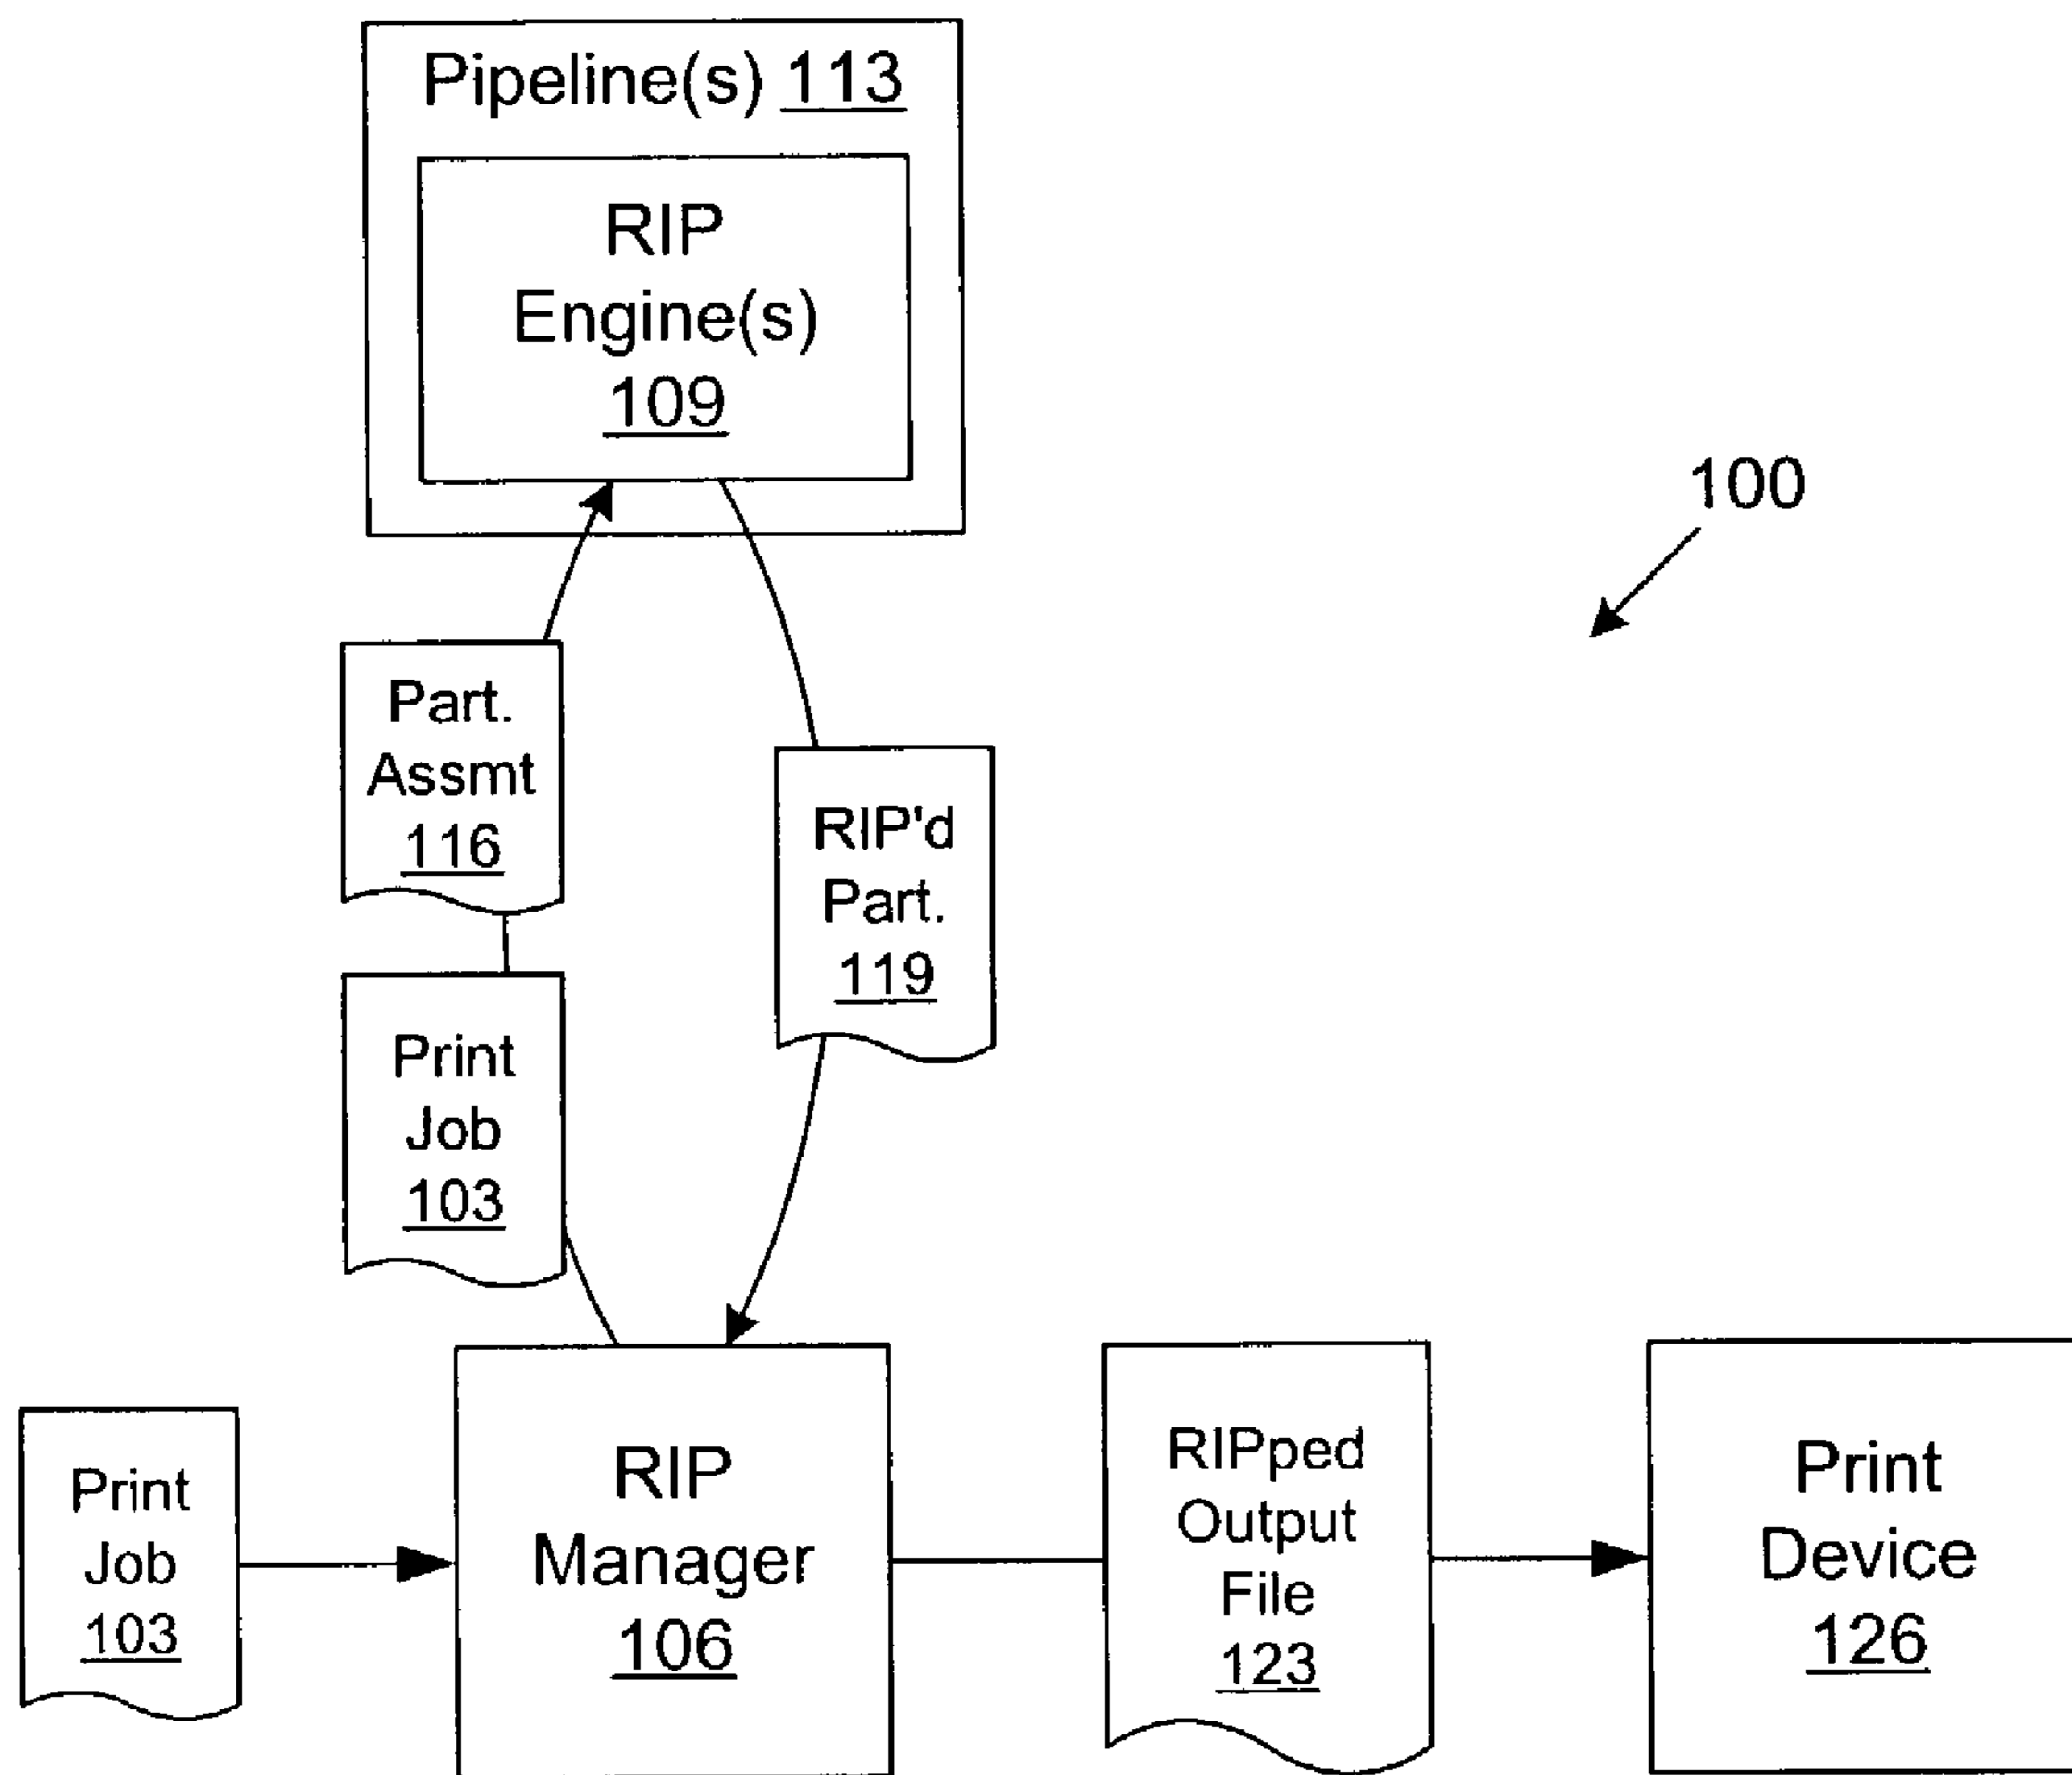 Pipeline(s) 113
RIP
Engine(s)
109
100
Part.
Assmt
116
RIP'd
Part.
119
Print
Job
103
Print
Job
103
RIP
Manager
106
RIPped
Output
File
123
Print
Device
126